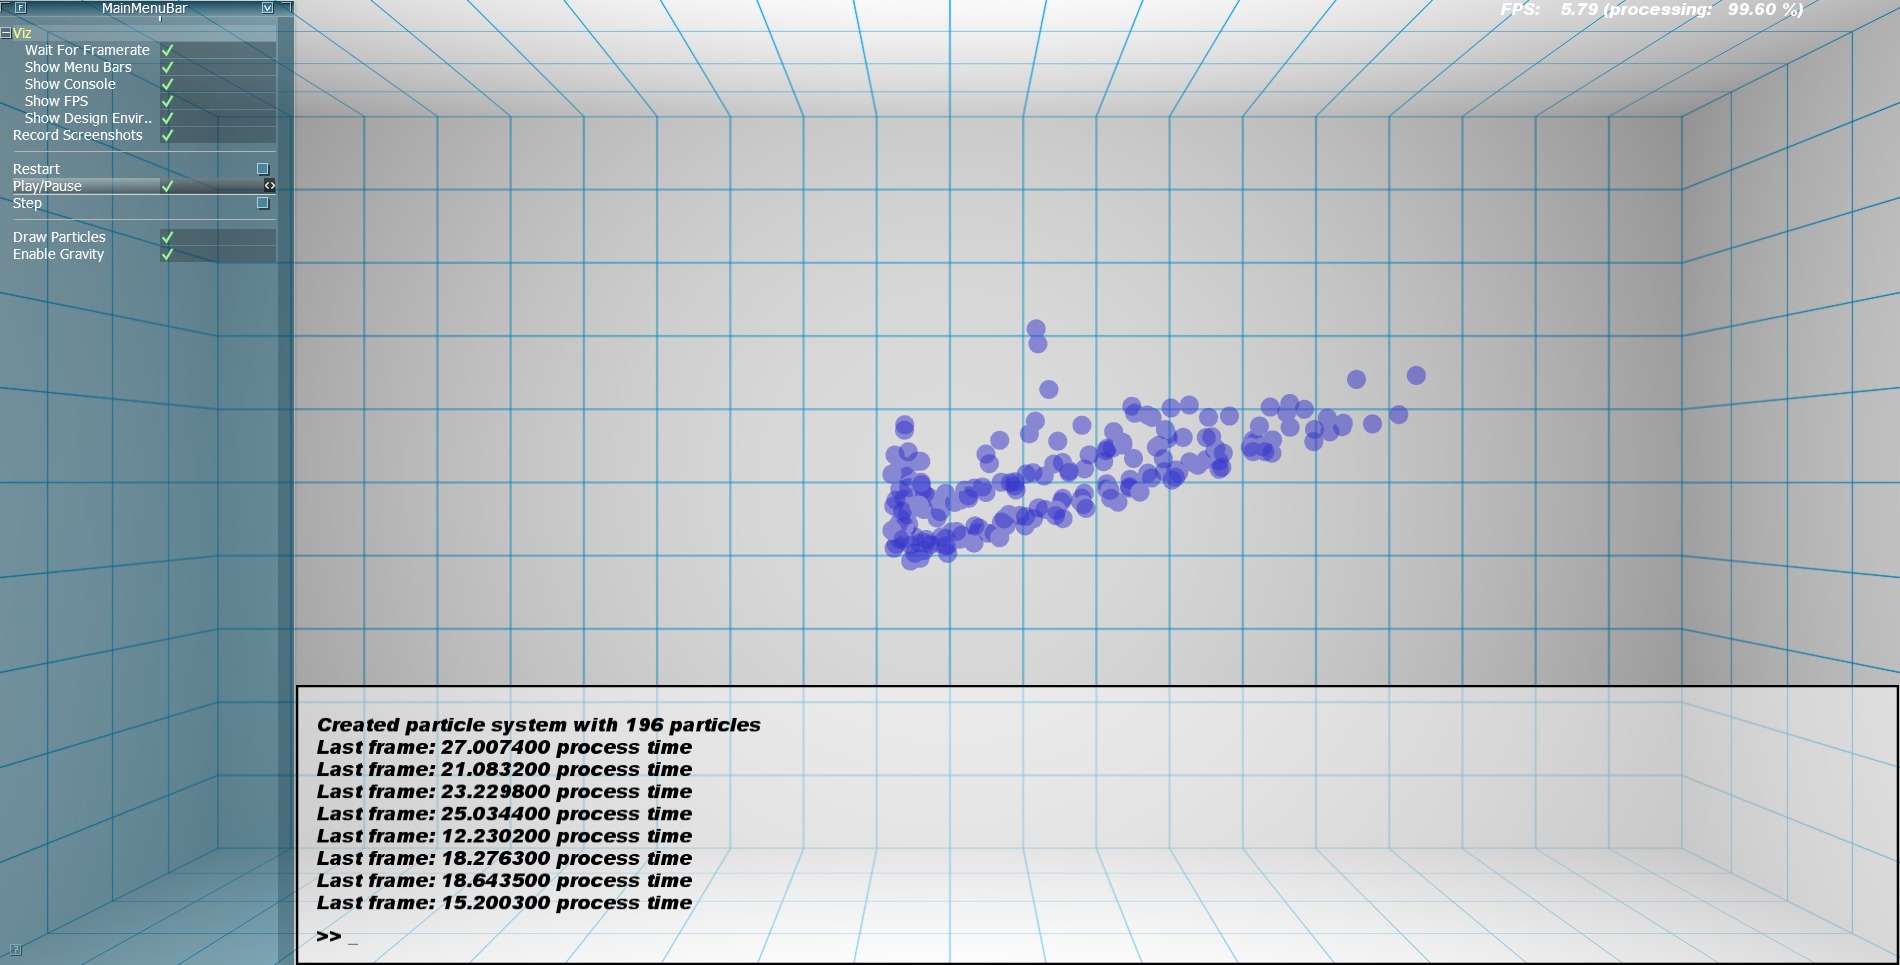 MainMenuBar
FPS: 5.79 (processing: 99.60 %)
Viz
Wait For Framerate
Show Menu Bars
Show Console
Show FPS
Show Design Envir..
Record Screenshots
Restart
Play/Pause
Step
Draw Particles
Enable Gravity
Created particle system with 196 particles
Last frame: 27.007400 process time
Last frame: 21.083200 process time
Last frame: 23.229800 process time
Last frame: 25.034400 process time
Last frame: 12.230200 process time
Last frame: 18.276300 process time
Last frame: 18.643500 process time
Last frame: 15.200300 process time
>> _